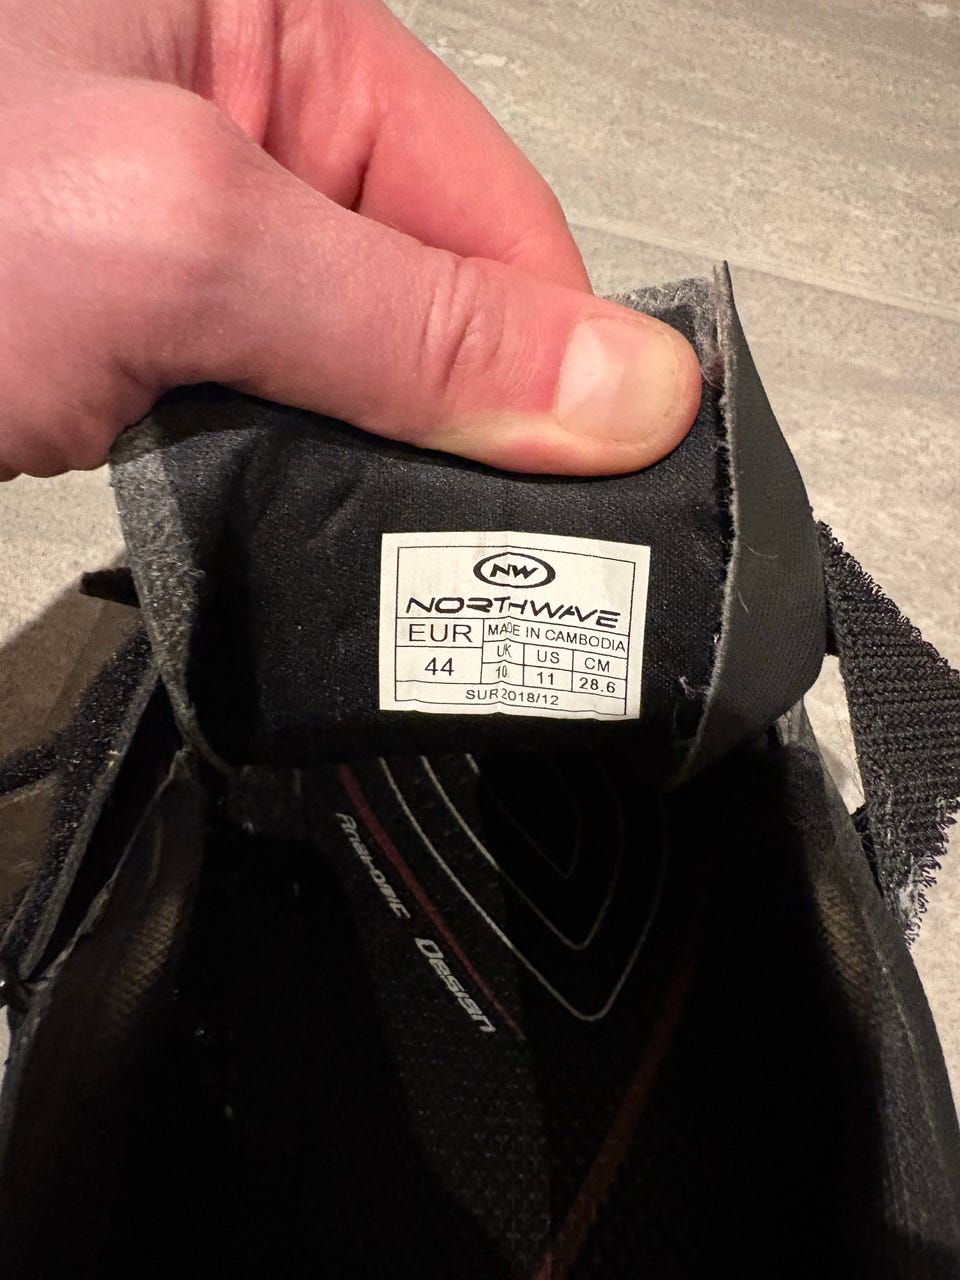 NW
NORTHWAVE
EUR MADE IN CAMBODIA
44 UK US CM
10 11 28.6
SUR 2018/12
Anatomic Design